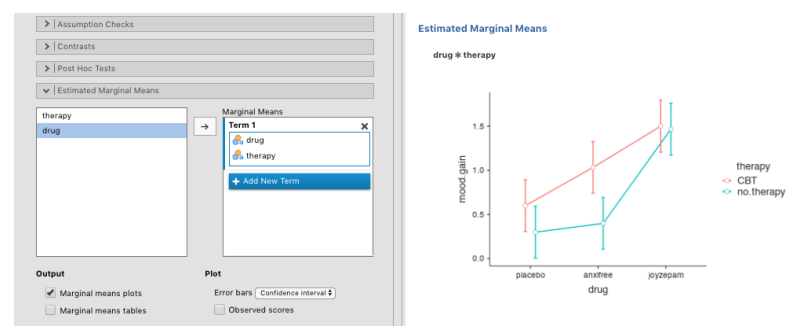 Assumption Checks
Contrasts
Post Hoc Tests
Estimated Marginal Means
therapy
drug
→
Marginal Means
Term 1
drug
therapy
+ Add New Term
Output
Marginal means plots
Marginal means tables
Plot
Error bars Confidence interval
Observed scores
Estimated Marginal Means
drug ✻ therapy
mood.gain
1.5
1.0
0.5
0.0
placebo anxifree joyzepam
drug
therapy
CBT
no.therapy